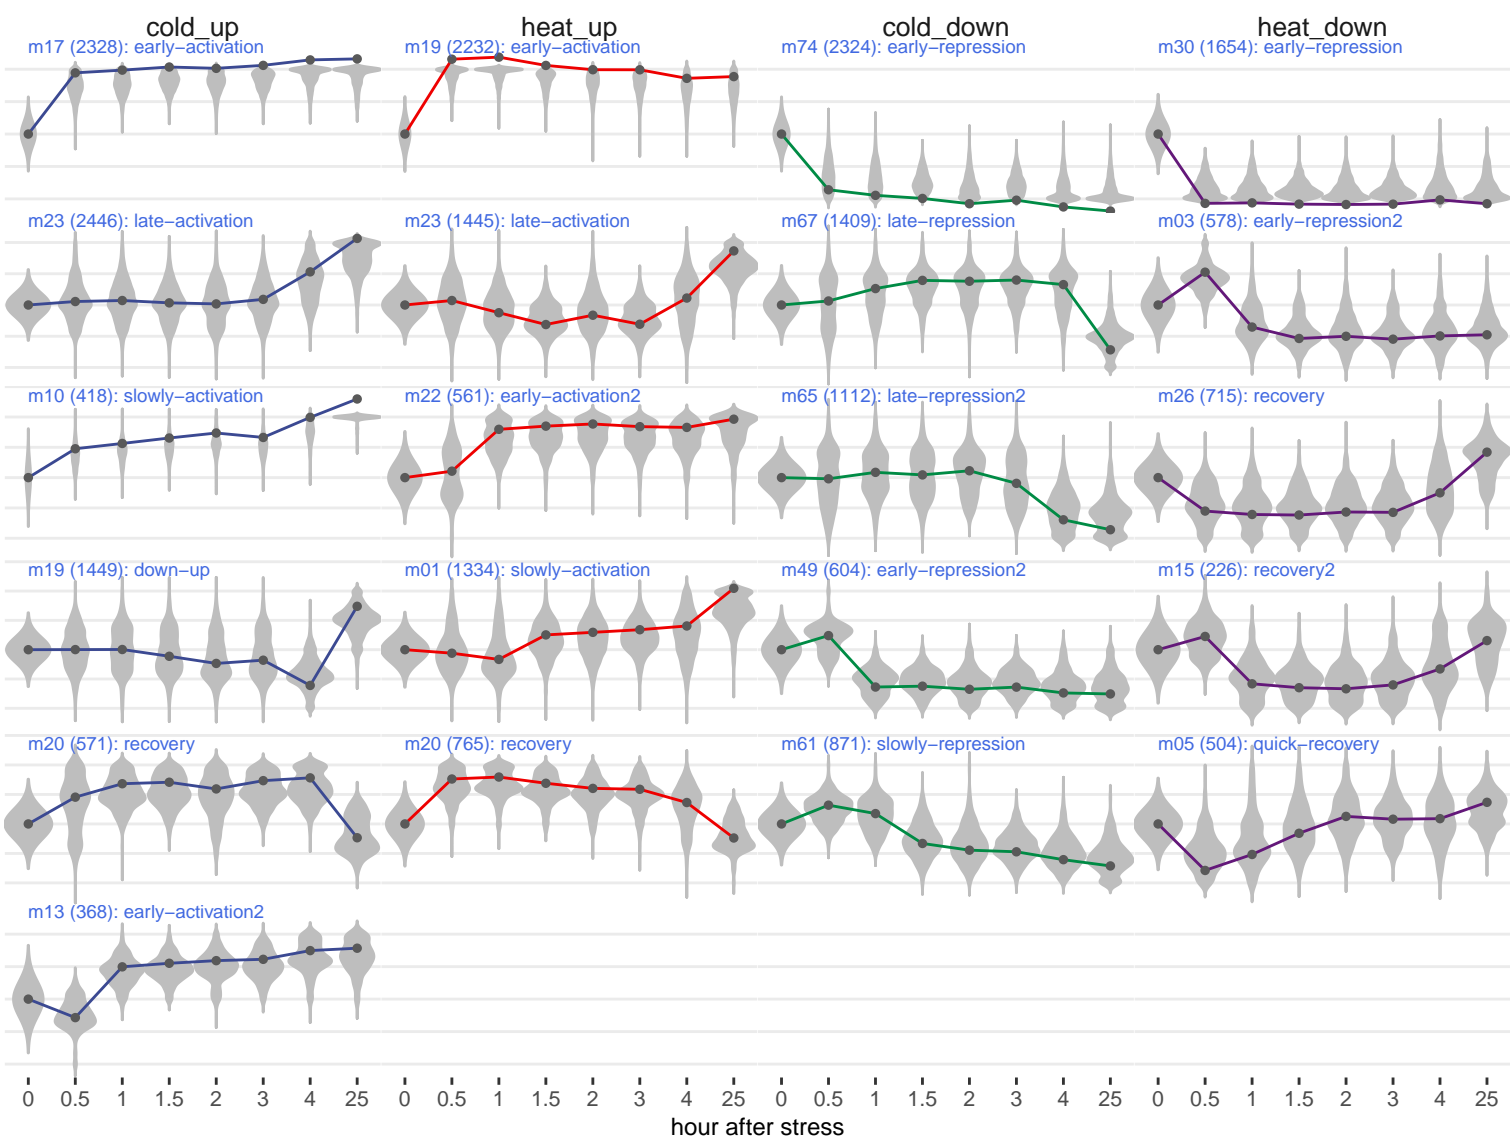 cold_up heat_up cold_down heat_down
m17 (2328): early−activation m19 (2232): early−activation m74 (2324): early−repression m30 (1654): early−repression
m23 (2446): late−activation m23 (1445): late−activation m67 (1409): late−repression m03 (578): early−repression2
m10 (418): slowly−activation m22 (561): early−activation2 m65 (1112): late−repression2 m26 (715): recovery
m19 (1449): down−up m01 (1334): slowly−activation m49 (604): early−repression2 m15 (226): recovery2
m20 (571): recovery m20 (765): recovery m61 (871): slowly−repression m05 (504): quick−recovery
m13 (368): early−activation2
0 0.5 1 1.5 2 3 4 25 0 0.5 1 1.5 2 3 4 25 0 0.5 1 1.5 2 3 4 25 0 0.5 1 1.5 2 3 4 25
hour after stress